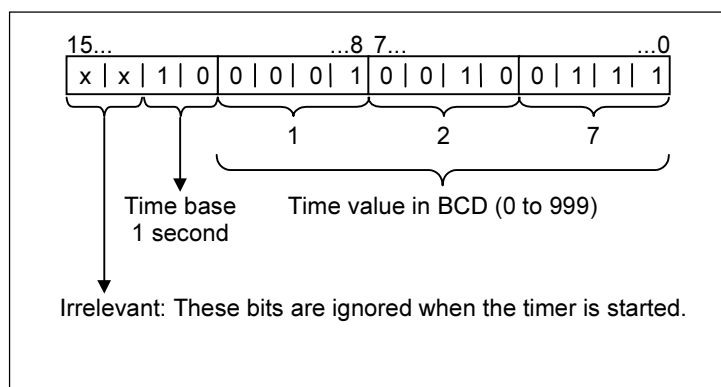 15... ...8 7... ...0
x | x 1 | 0 0 | 0 | 0 | 1 0 | 0 | 1 | 0 0 | 1 | 1 | 1
1 2 7
Time base Time value in BCD (0 to 999)
1 second
Irrelevant: These bits are ignored when the timer is started.